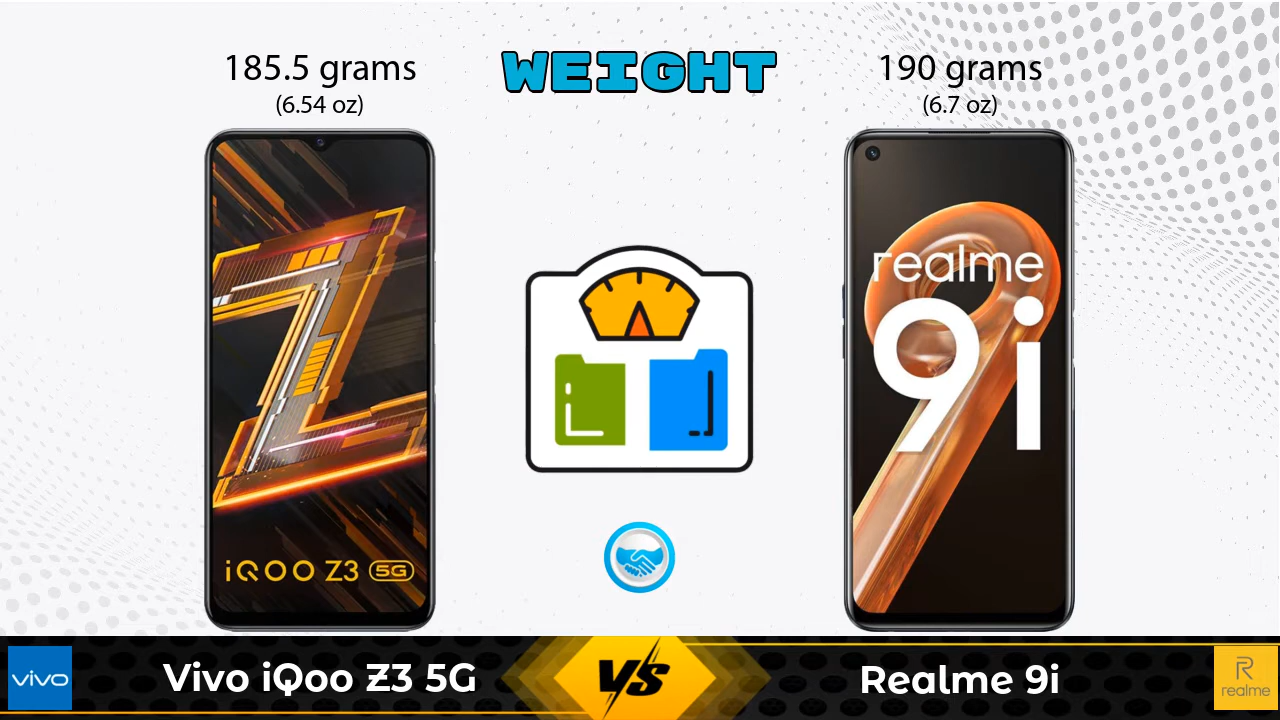 185.5 grams
(6.54 oz)
WEIGHT
190 grams
(6.7 oz)
iQOO Z3 5G
realme
9i
vivo
Vivo iQoo Z3 5G
VS
Realme 9i
R
realme